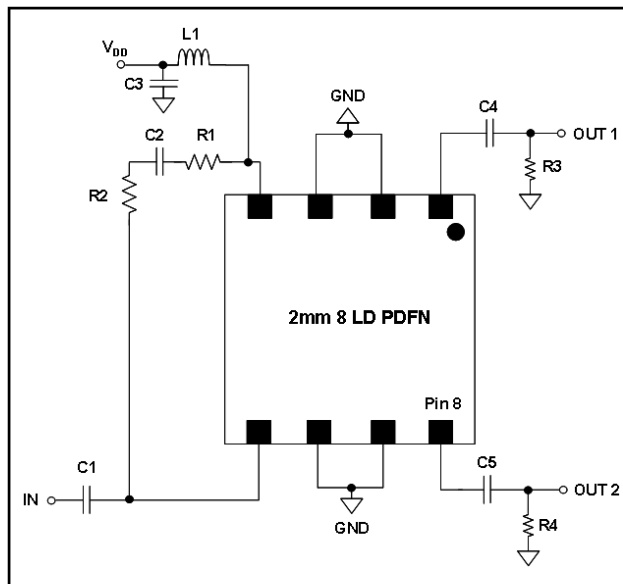 L1
V_DD
C3
GND
C4
OUT 1
C2
R1
R3
R2
2mm 8 LD PDFN
Pin 8
C1
C5
IN
OUT 2
GND
R4